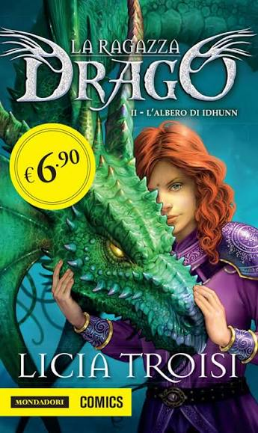 LA RAGAZZA
DRAGO
II - L'ALBERO DI IDHUNN
€ 6.90
LICIA TROISI
MONDADORI COMICS